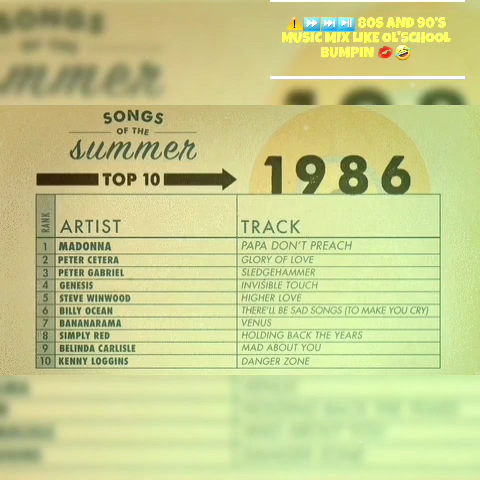 ⚠️⏩⏩⏭⏯ 80S AND 90'S
MUSIC MIX LIKE OL'SCHOOL
BUMPIN 💋🤣
SONGS
OF THE
summer
TOP 10
1986
RANK ARTIST TRACK
1 MADONNA PAPA DON'T PREACH
2 PETER CETERA GLORY OF LOVE
3 PETER GABRIEL SLEDGEHAMMER
4 GENESIS INVISIBLE TOUCH
5 STEVE WINWOOD HIGHER LOVE
6 BILLY OCEAN THERE'LL BE SAD SONGS (TO MAKE YOU CRY)
7 BANANARAMA VENUS
8 SIMPLY RED HOLDING BACK THE YEARS
9 BELINDA CARLISLE MAD ABOUT YOU
10 KENNY LOGGINS DANGER ZONE